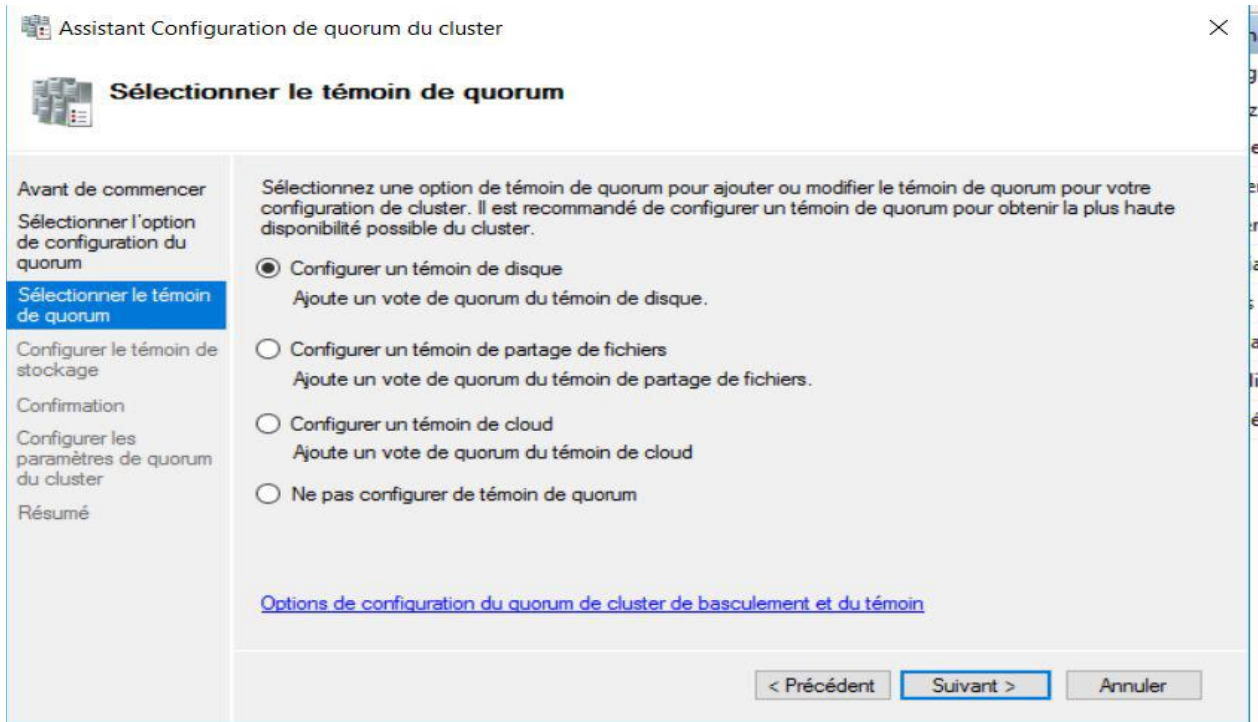 Assistant Configuration de quorum du cluster
Sélectionner le témoin de quorum
Avant de commencer
Sélectionner l'option
de configuration du
quorum
Sélectionner le témoin
de quorum
Configurer le témoin de
stockage
Confirmation
Configurer les
paramètres de quorum
du cluster
Résumé
Sélectionnez une option de témoin de quorum pour ajouter ou modifier le témoin de quorum pour votre
configuration de cluster. Il est recommandé de configurer un témoin de quorum pour obtenir la plus haute
disponibilité possible du cluster.
Configurer un témoin de disque
Ajoute un vote de quorum du témoin de disque.
Configurer un témoin de partage de fichiers
Ajoute un vote de quorum du témoin de partage de fichiers.
Configurer un témoin de cloud
Ajoute un vote de quorum du témoin de cloud
Ne pas configurer de témoin de quorum
Options de configuration du quorum de cluster de basculement et du témoin
< Précédent
Suivant >
Annuler